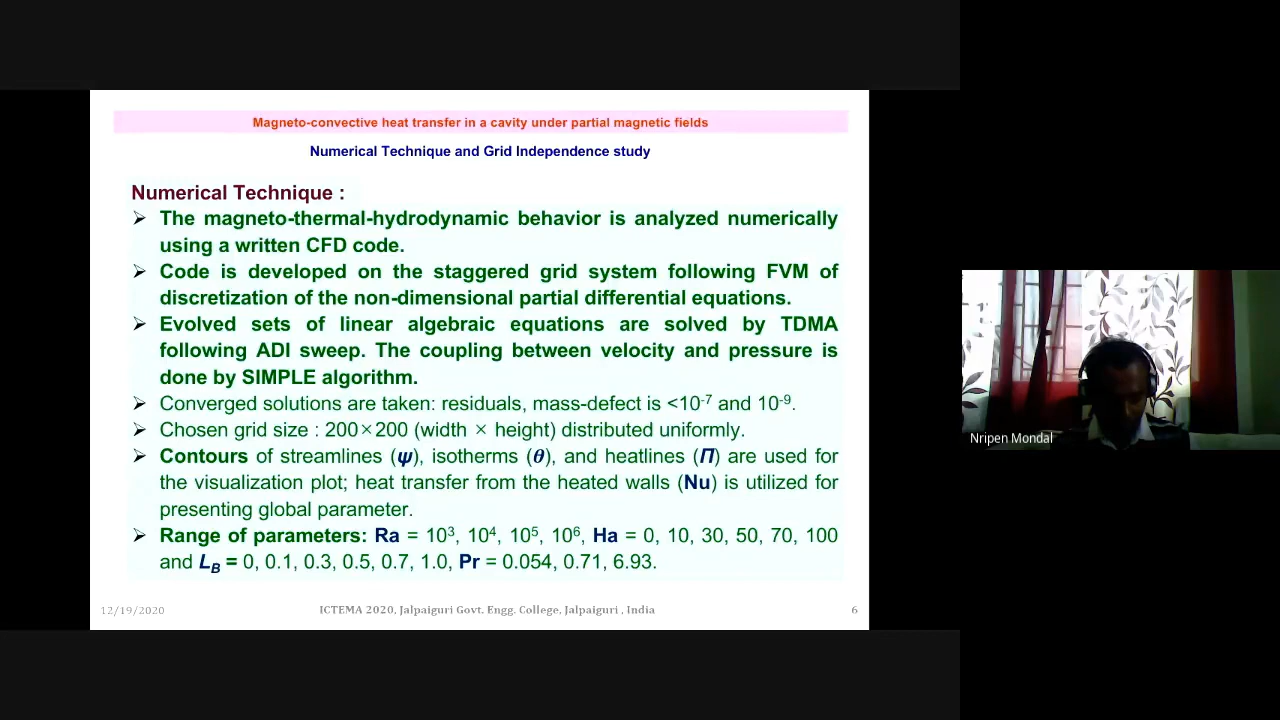 Magneto-convective heat transfer in a cavity under partial magnetic fields
Numerical Technique and Grid Independence study
Numerical Technique :
➢ The magneto-thermal-hydrodynamic behavior is analyzed numerically
using a written CFD code.
➢ Code is developed on the staggered grid system following FVM of
discretization of the non-dimensional partial differential equations.
➢ Evolved sets of linear algebraic equations are solved by TDMA
following ADI sweep. The coupling between velocity and pressure is
done by SIMPLE algorithm.
➢ Converged solutions are taken: residuals, mass-defect is <10⁻⁷ and 10⁻⁹.
➢ Chosen grid size : 200×200 (width × height) distributed uniformly.
➢ Contours of streamlines (ψ), isotherms (θ), and heatlines (Π) are used for
the visualization plot; heat transfer from the heated walls (Nu) is utilized for
presenting global parameter.
➢ Range of parameters: Ra = 10³, 10⁴, 10⁵, 10⁶, Ha = 0, 10, 30, 50, 70, 100
and L_B = 0, 0.1, 0.3, 0.5, 0.7, 1.0, Pr = 0.054, 0.71, 6.93.
12/19/2020 ICTEMA 2020, Jalpaiguri Govt. Engg. College, Jalpaiguri , India 6
Nripen Mondal